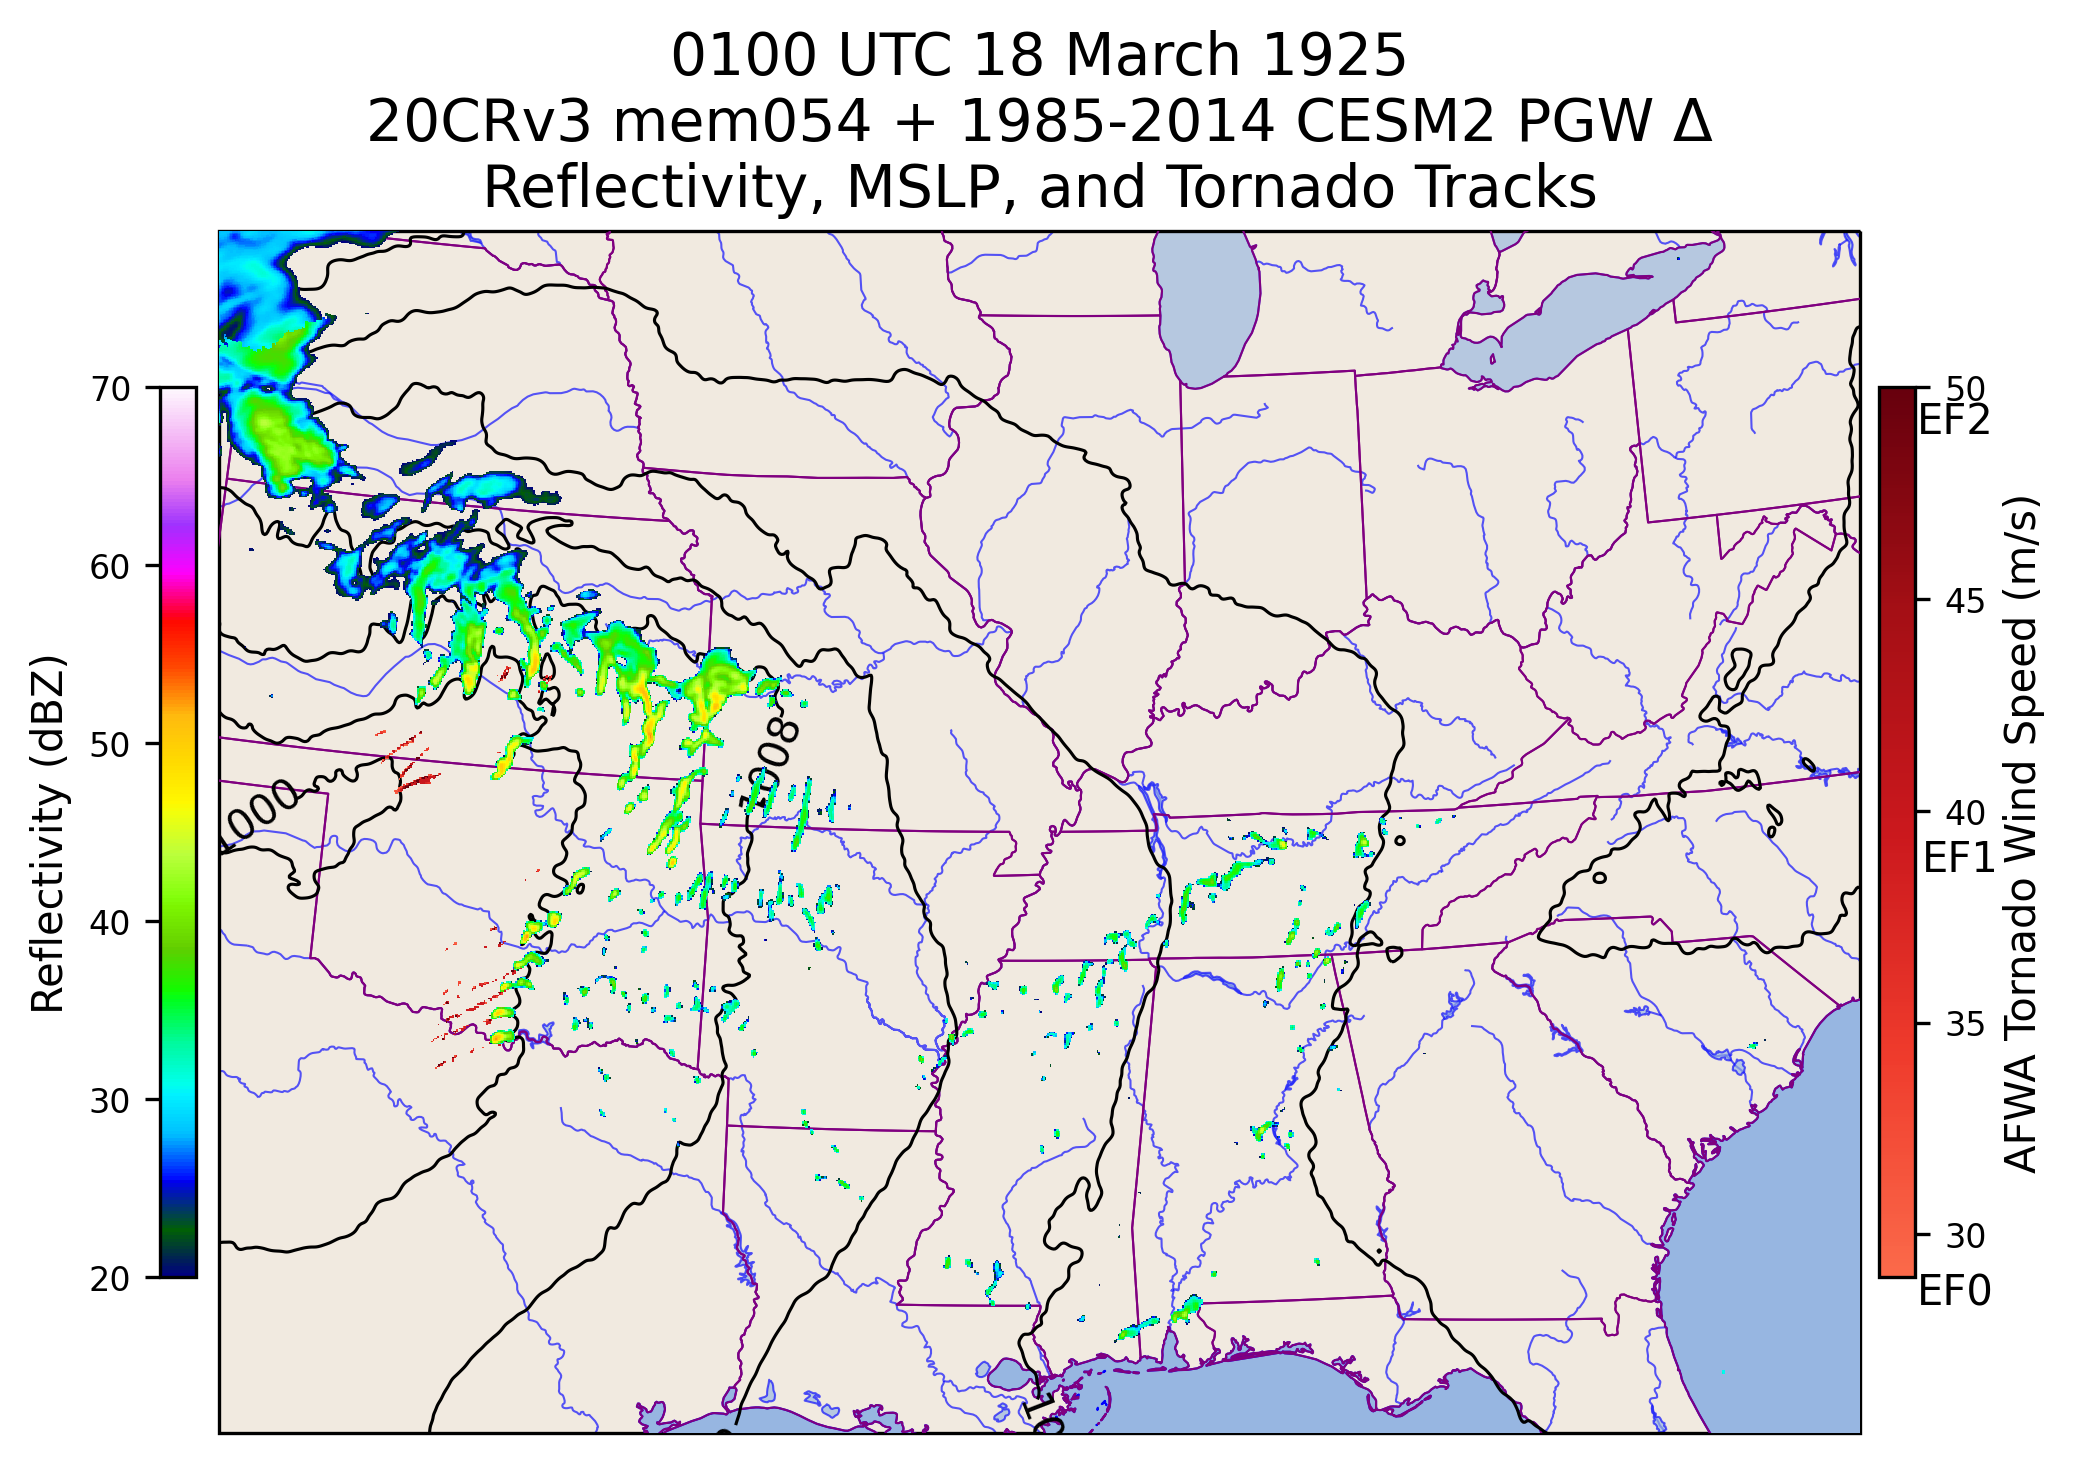 0100 UTC 18 March 1925
20CRv3 mem054 + 1985-2014 CESM2 PGW Δ
Reflectivity, MSLP, and Tornado Tracks
Reflectivity (dBZ)
70
60
50
40
30
20
1000
1008
50
EF2
45
40
EF1
35
30
EF0
AFWA Tornado Wind Speed (m/s)